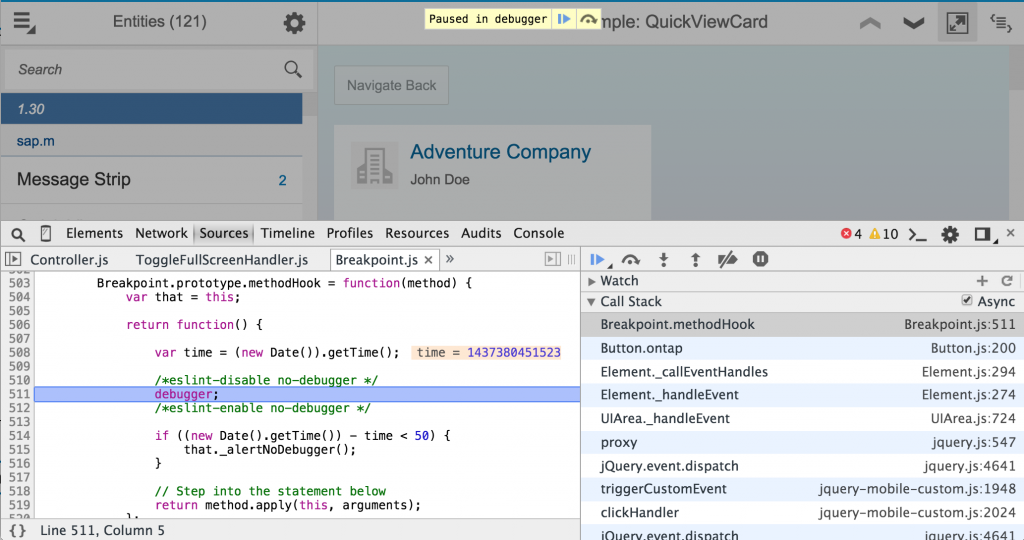 Entities (121)
Paused in debugger
mple: QuickViewCard
Search
Navigate Back
1.30
sap.m
Adventure Company
John Doe
Message Strip 2
Elements Network Sources Timeline Profiles Resources Audits Console
4 10
Controller.js ToggleFullScreenHandler.js Breakpoint.js × »
503 Breakpoint.prototype.methodHook = function(method) {
504 var that = this;
505
506 return function() {
507
508 var time = (new Date()).getTime(); time = 1437380451523
509
510 /*eslint-disable no-debugger */
511 debugger;
512 /*eslint-enable no-debugger */
513
514 if ((new Date().getTime()) - time < 50) {
515 that._alertNoDebugger();
516 }
517
518 // Step into the statement below
519 return method.apply(this, arguments);
520 };
{} Line 511, Column 5
Watch
Call Stack Async
Breakpoint.methodHook Breakpoint.js:511
Button.ontap Button.js:200
Element._callEventHandles Element.js:294
Element._handleEvent Element.js:274
UIArea._handleEvent UIArea.js:724
proxy jquery.js:547
jQuery.event.dispatch jquery.js:4641
triggerCustomEvent jquery-mobile-custom.js:1948
clickHandler jquery-mobile-custom.js:2024
jQuery.event.dispatch jquery.js:4641